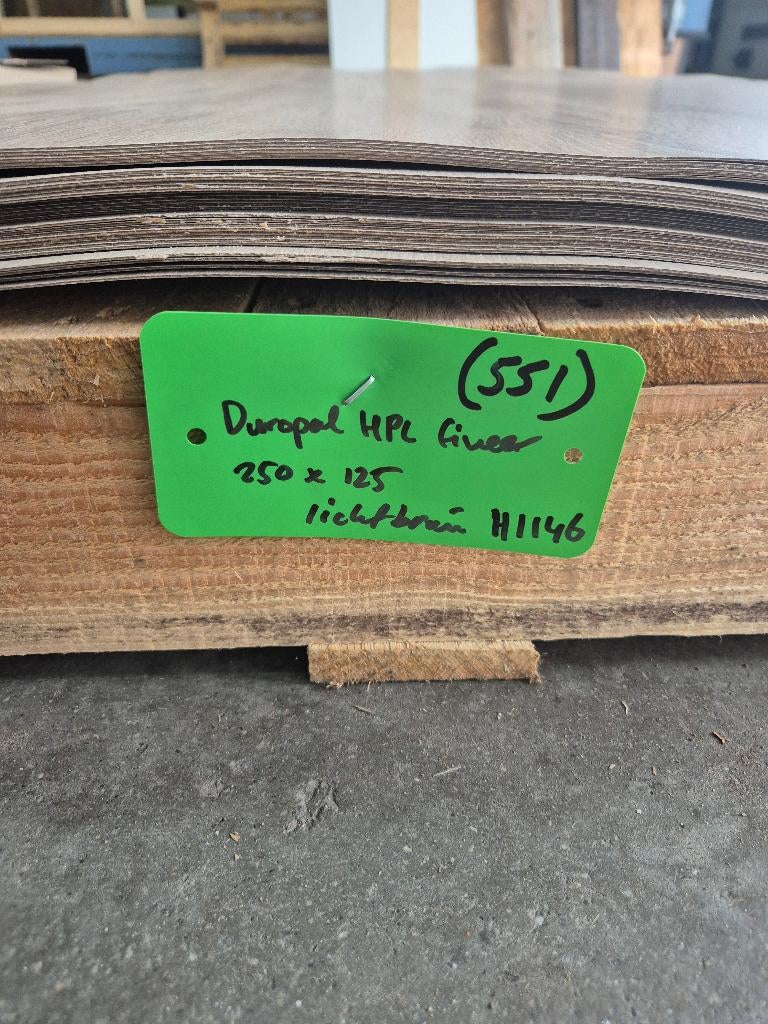 (551)
Duropal HPL fineer
250 x 125
lichtbruin H1146